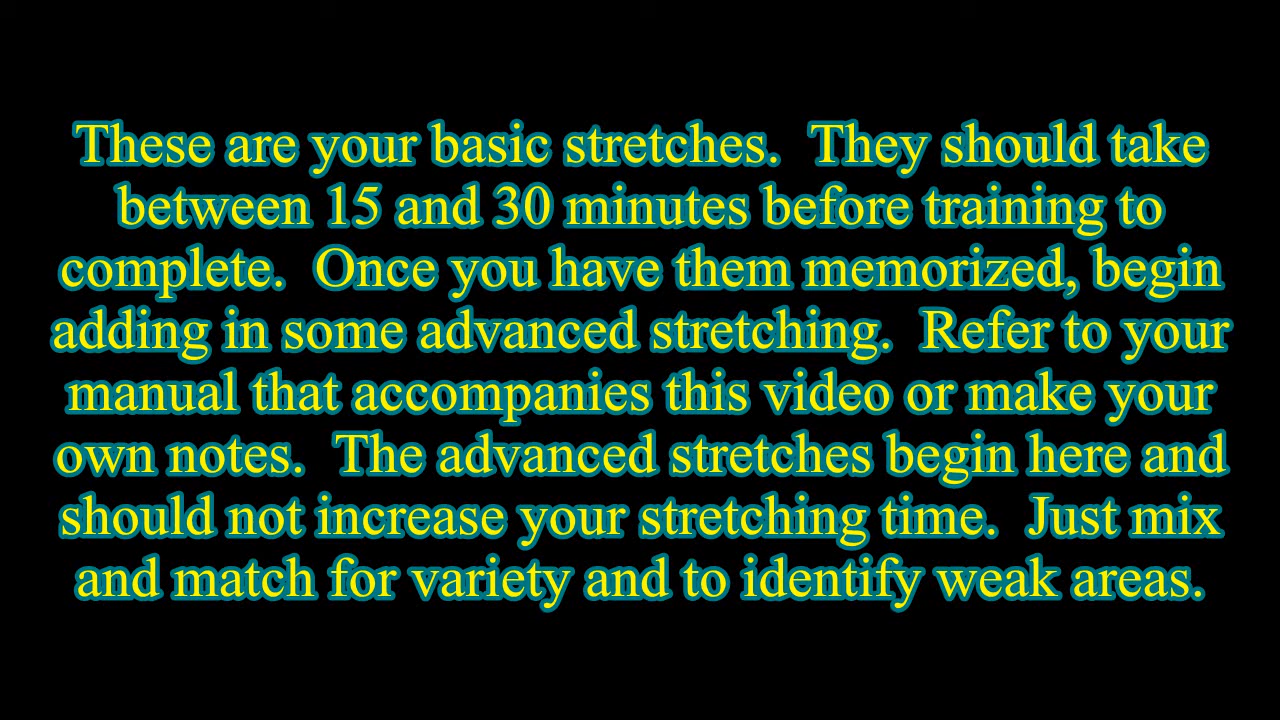 These are your basic stretches.  They should take
between 15 and 30 minutes before training to
complete.  Once you have them memorized, begin
adding in some advanced stretching.  Refer to your
manual that accompanies this video or make your
own notes.  The advanced stretches begin here and
should not increase your stretching time.  Just mix
and match for variety and to identify weak areas.